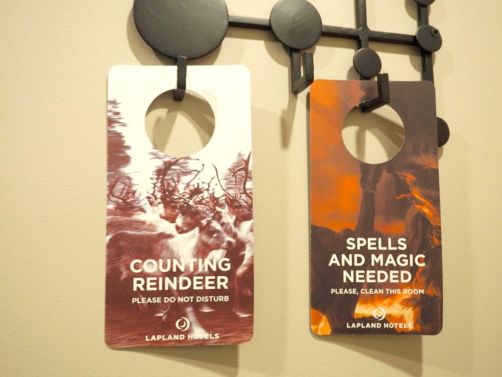 COUNTING
REINDEER
PLEASE DO NOT DISTURB
LAPLAND HOTELS
SPELLS
AND MAGIC
NEEDED
PLEASE, CLEAN THIS ROOM
LAPLAND HOTELS